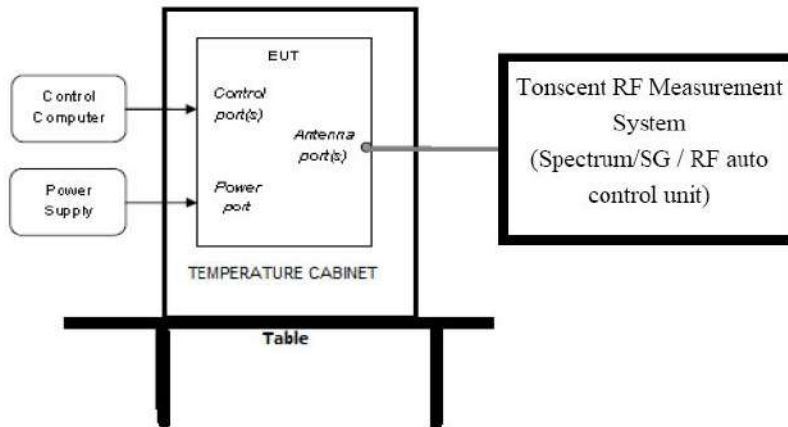 EUT
Control
port(s)
Antenna
port(s)
Power
port
Control
Computer
Power
Supply
TEMPERATURE CABINET
Table
Tonscent RF Measurement
System
(Spectrum/SG / RF auto
control unit)